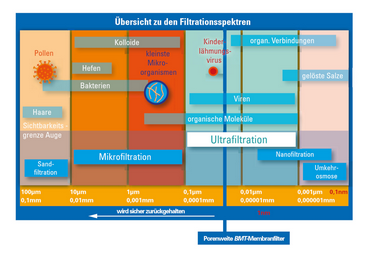 Übersicht zu den Filtrationsspektren
Kolloide
organ. Verbindungen
Pollen
kleinste
Mikro-
organismen
Kinder
lähmungs-
virus
Hefen
gelöste Salze
Bakterien
Viren
Haare
organische Moleküle
Sichtbarkeits-
grenze Auge
Ultrafiltration
Mikrofiltration
Nanofiltration
Sand-
filtration
Umkehr-
osmose
100µm 10µm 1µm 0,1µm 0,01µm 0,001µm 0,1nm
0,1mm 0,01mm 0,001mm 0,0001mm 0,00001mm 0,000001mm
wird sicher zurückgehalten
Porenweite BMT-Membranfilter